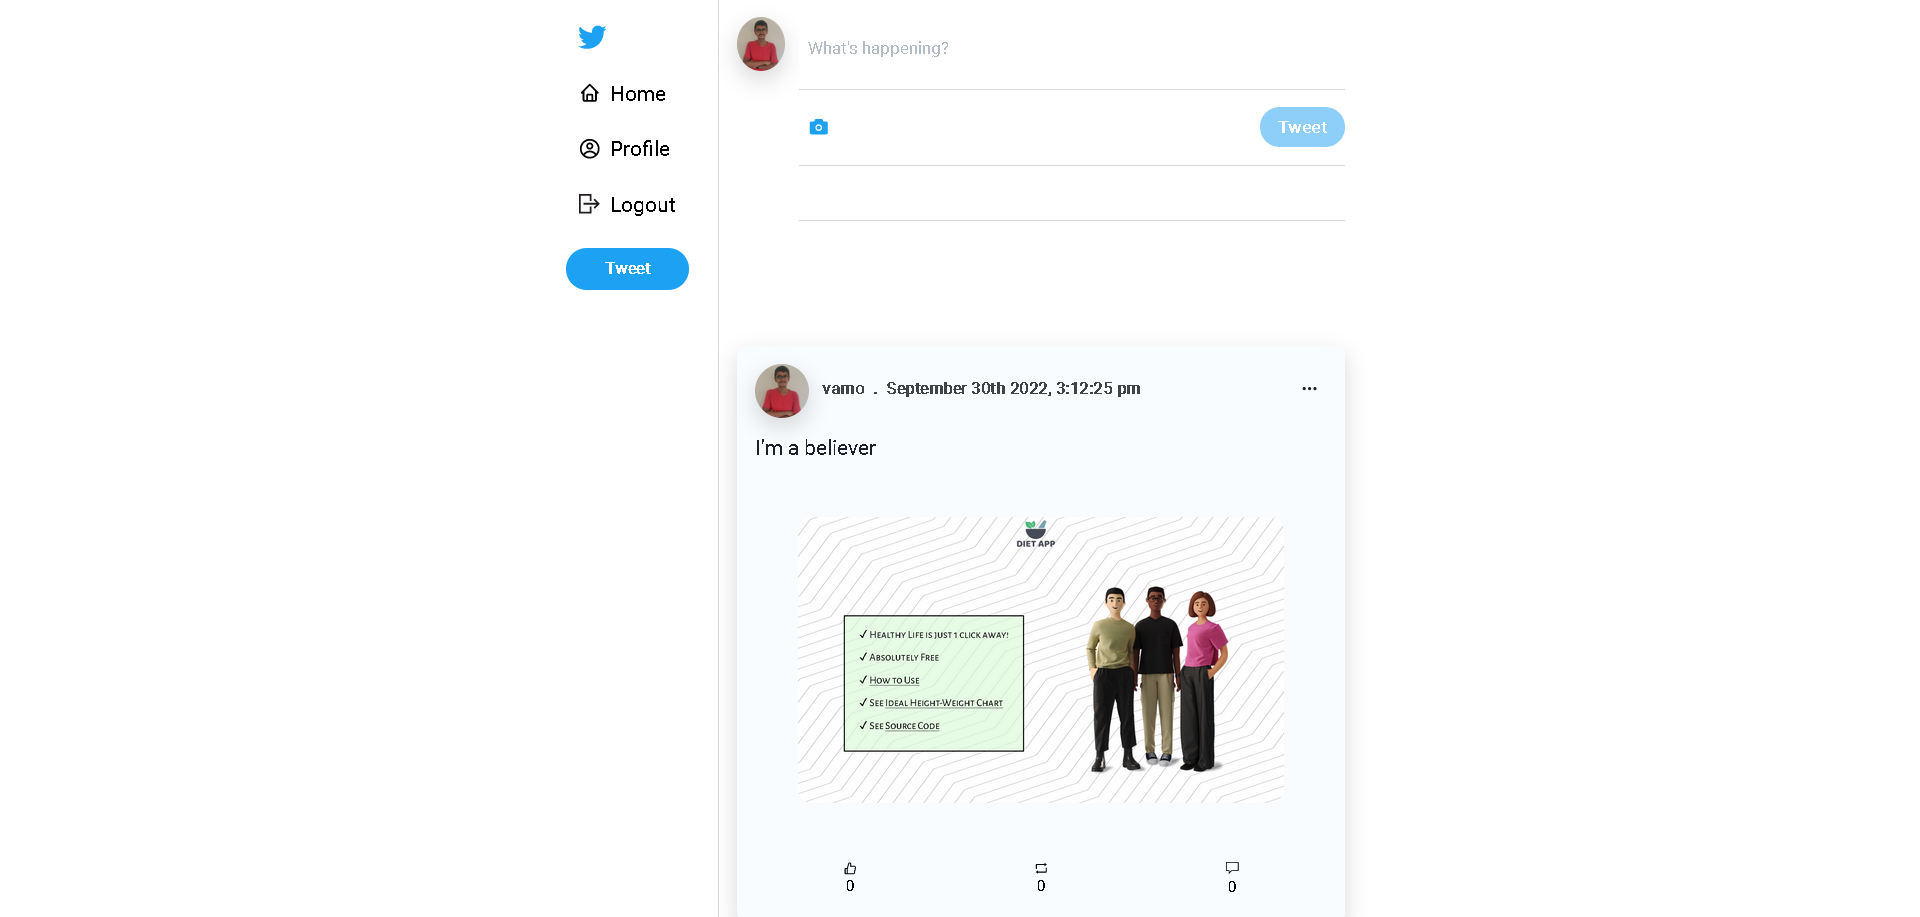 Home
Profile
Logout
Tweet
What's happening?
Tweet
vamo . September 30th 2022, 3:12:25 pm
I'm a believer
DIET APP
✓ Healthy Life is just 1 click away!
✓ Absolutely Free
✓ How to Use
✓ See Ideal Height-Weight Chart
✓ See Source Code
0 0 0